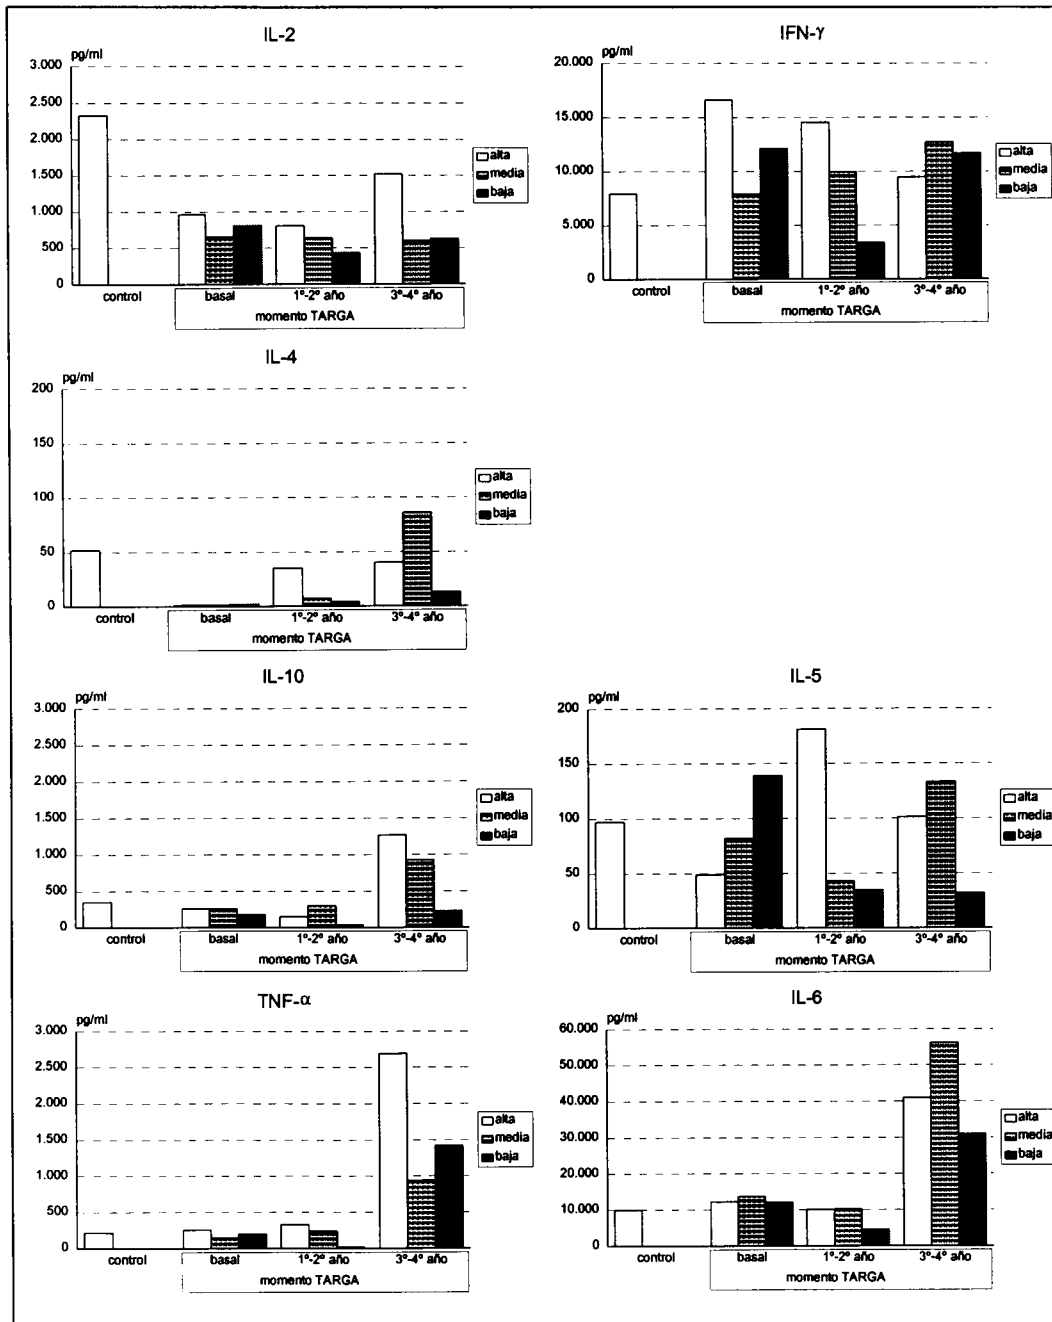 IL-2
pg/ml
3.000
2.500
2.000
1.500
1.000
500
0
alta
media
baja
control
basal
1º-2º año
3º-4º año
momento TARGA
IFN-γ
pg/ml
20.000
15.000
10.000
5.000
0
alta
media
baja
control
basal
1º-2º año
3º-4º año
momento TARGA
IL-4
pg/ml
200
150
100
50
0
alta
media
baja
control
basal
1º-2º año
3º-4º año
momento TARGA
IL-10
pg/ml
3.000
2.500
2.000
1.500
1.000
500
0
alta
media
baja
control
basal
1º-2º año
3º-4º año
momento TARGA
IL-5
pg/ml
200
150
100
50
0
alta
media
baja
control
basal
1º-2º año
3º-4º año
momento TARGA
TNF-α
pg/ml
3.000
2.500
2.000
1.500
1.000
500
0
alta
media
baja
control
basal
1º-2º año
3º-4º año
momento TARGA
IL-6
pg/ml
60.000
50.000
40.000
30.000
20.000
10.000
0
alta
media
baja
control
basal
1º-2º año
3º-4º año
momento TARGA